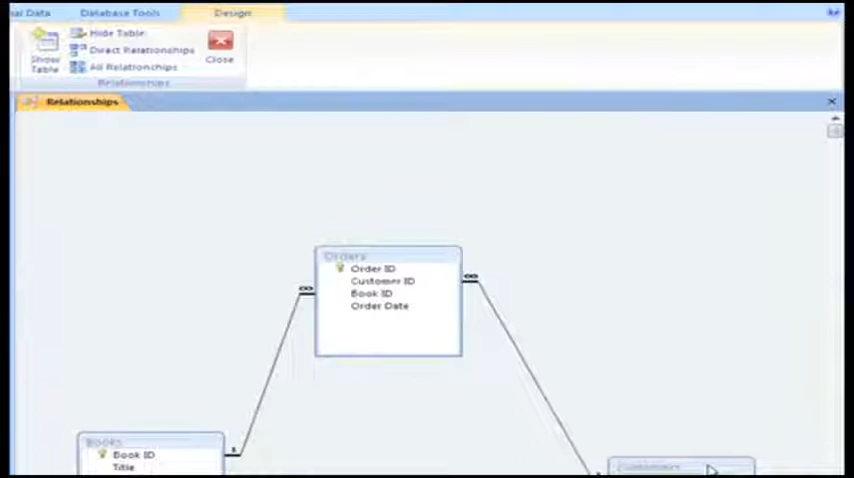 al Data Database Tools Design
Show Table
Hide Table
Direct Relationships
All Relationships
Close
Relationships
Relationships
Orders
Order ID
Customer ID
Book ID
Order Date
Books
Book ID
Title
Customers